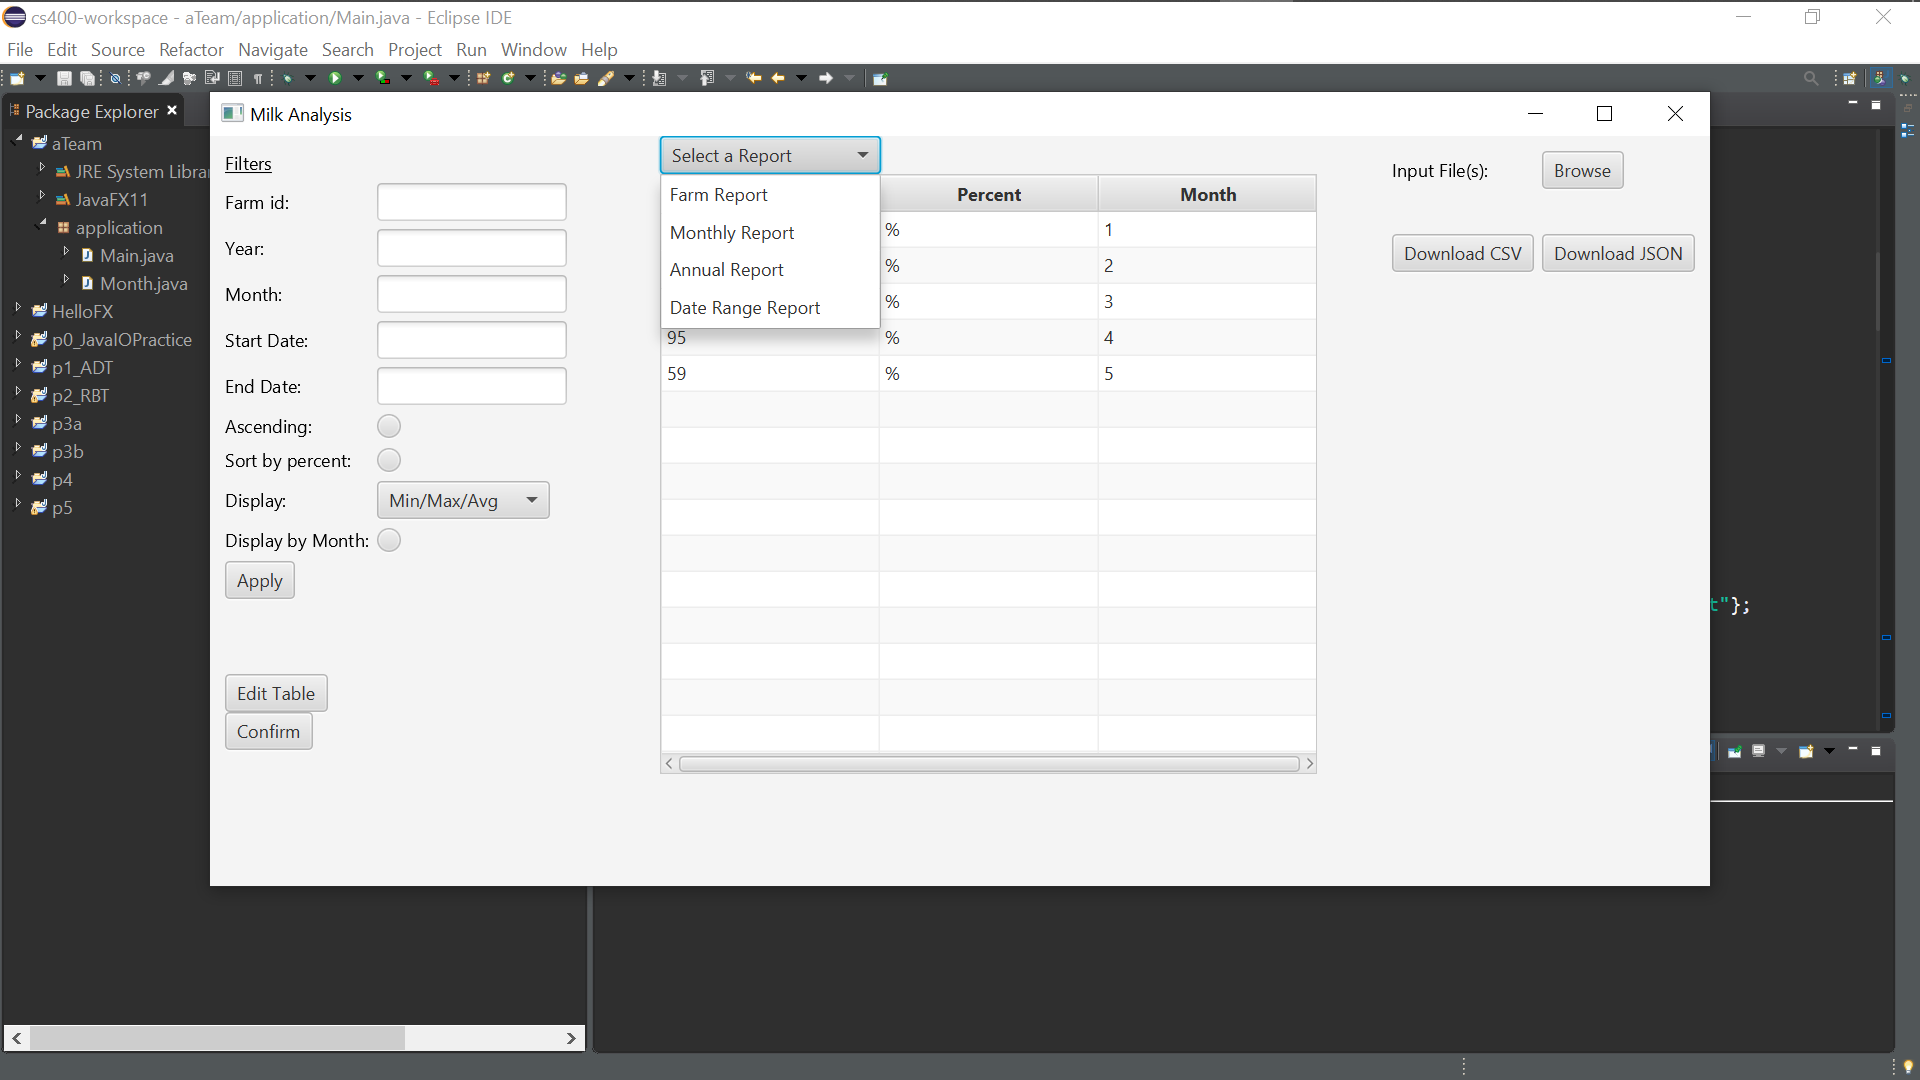 cs400-workspace - aTeam/application/Main.java - Eclipse IDE
File Edit Source Refactor Navigate Search Project Run Window Help
Package Explorer
aTeam
JRE System Librar
JavaFX11
application
Main.java
Month.java
HelloFX
p0_JavaIOPractice
p1_ADT
p2_RBT
p3a
p3b
p4
p5
Milk Analysis
Filters
Farm id:
Year:
Month:
Start Date:
End Date:
Ascending:
Sort by percent:
Display: Min/Max/Avg
Display by Month:
Apply
Edit Table
Confirm
Select a Report
Farm Report
Monthly Report
Annual Report
Date Range Report
Percent Month
% 1
% 2
% 3
95 % 4
59 % 5
Input File(s): Browse
Download CSV Download JSON
t"};